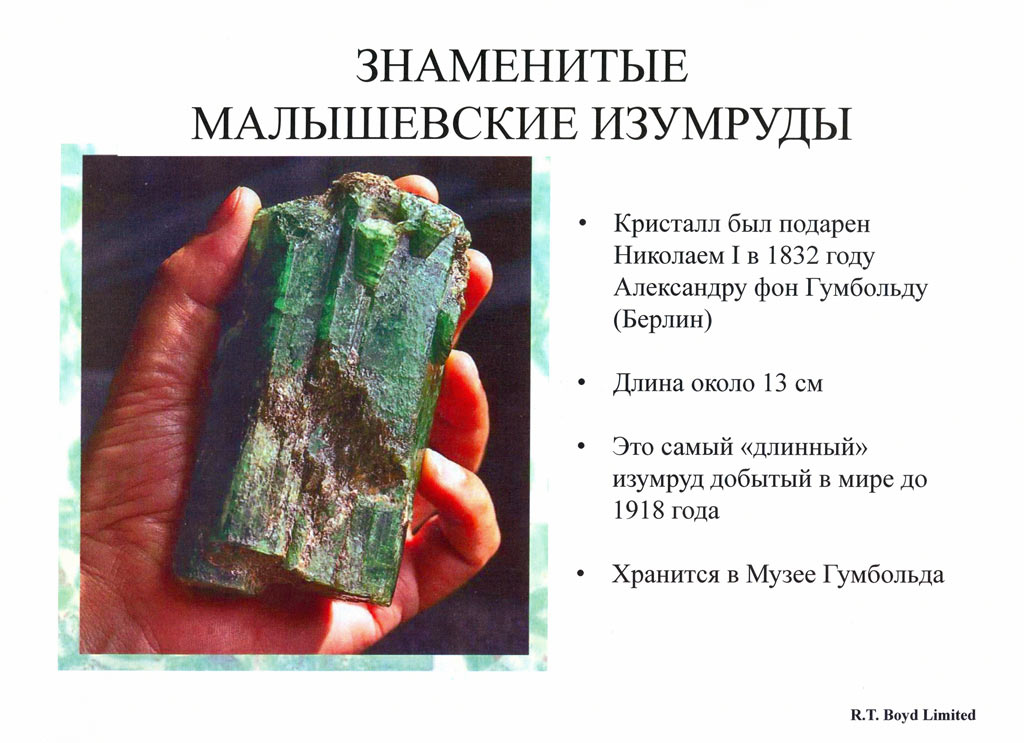 ЗНАМЕНИТЫЕ
МАЛЫШЕВСКИЕ ИЗУМРУДЫ
• Кристалл был подарен
Николаем I в 1832 году
Александру фон Гумбольду
(Берлин)
• Длина около 13 см
• Это самый «длинный»
изумруд добытый в мире до
1918 года
• Хранится в Музее Гумбольда
R.T. Boyd Limited